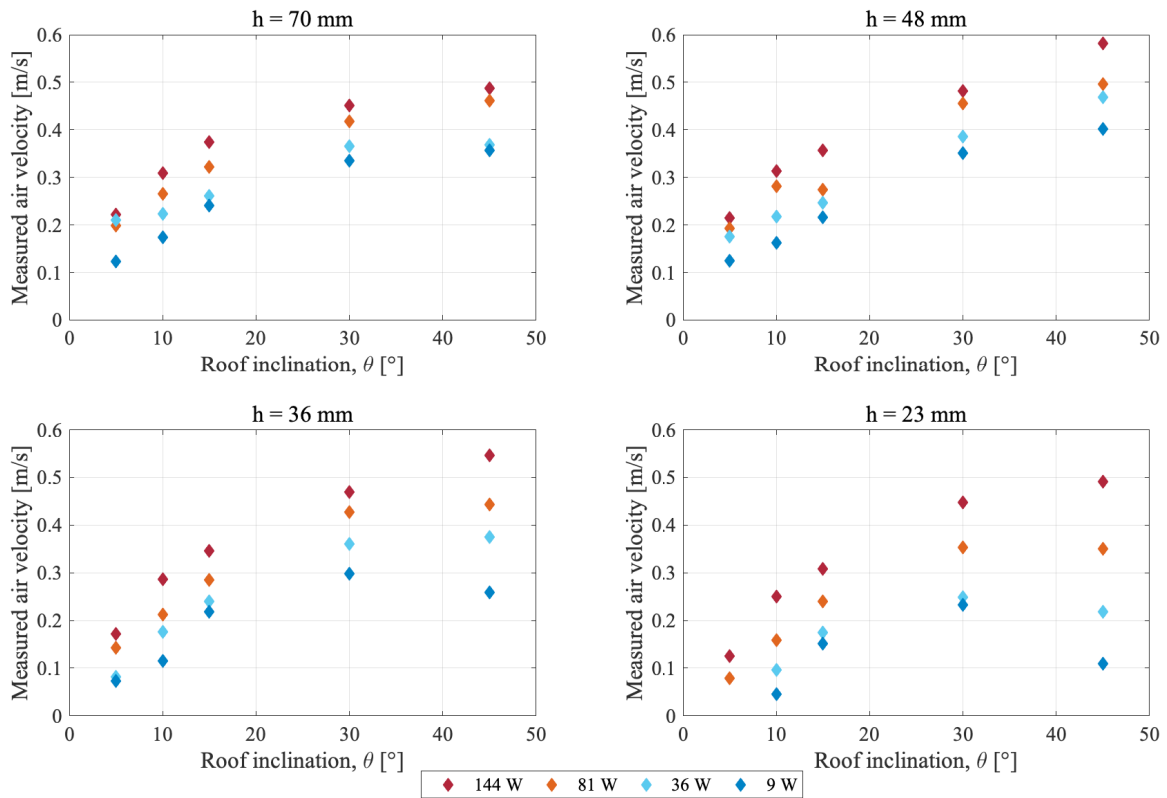 h = 70 mm
Measured air velocity [m/s]
0.6
0.5
0.4
0.3
0.2
0.1
0
0 10 20 30 40 50
Roof inclination, θ [°]
h = 48 mm
Measured air velocity [m/s]
0.6
0.5
0.4
0.3
0.2
0.1
0
0 10 20 30 40 50
Roof inclination, θ [°]
h = 36 mm
Measured air velocity [m/s]
0.6
0.5
0.4
0.3
0.2
0.1
0
0 10 20 30 40 50
Roof inclination, θ [°]
h = 23 mm
Measured air velocity [m/s]
0.6
0.5
0.4
0.3
0.2
0.1
0
0 10 20 30 40 50
Roof inclination, θ [°]
144 W 81 W 36 W 9 W